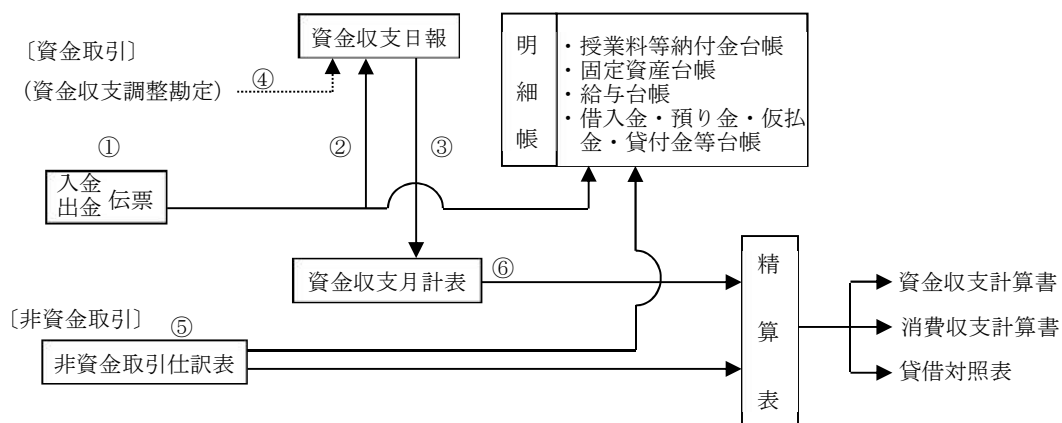 〔資金取引〕
(資金収支調整勘定)
④
資金収支日報
明細帳
・授業料等納付金台帳
・固定資産台帳
・給与台帳
・借入金・預り金・仮払
金・貸付金等台帳
①
②
③
入金
出金
伝票
資金収支月計表
⑥
精算表
資金収支計算書
消費収支計算書
貸借対照表
〔非資金取引〕
⑤
非資金取引仕訳表